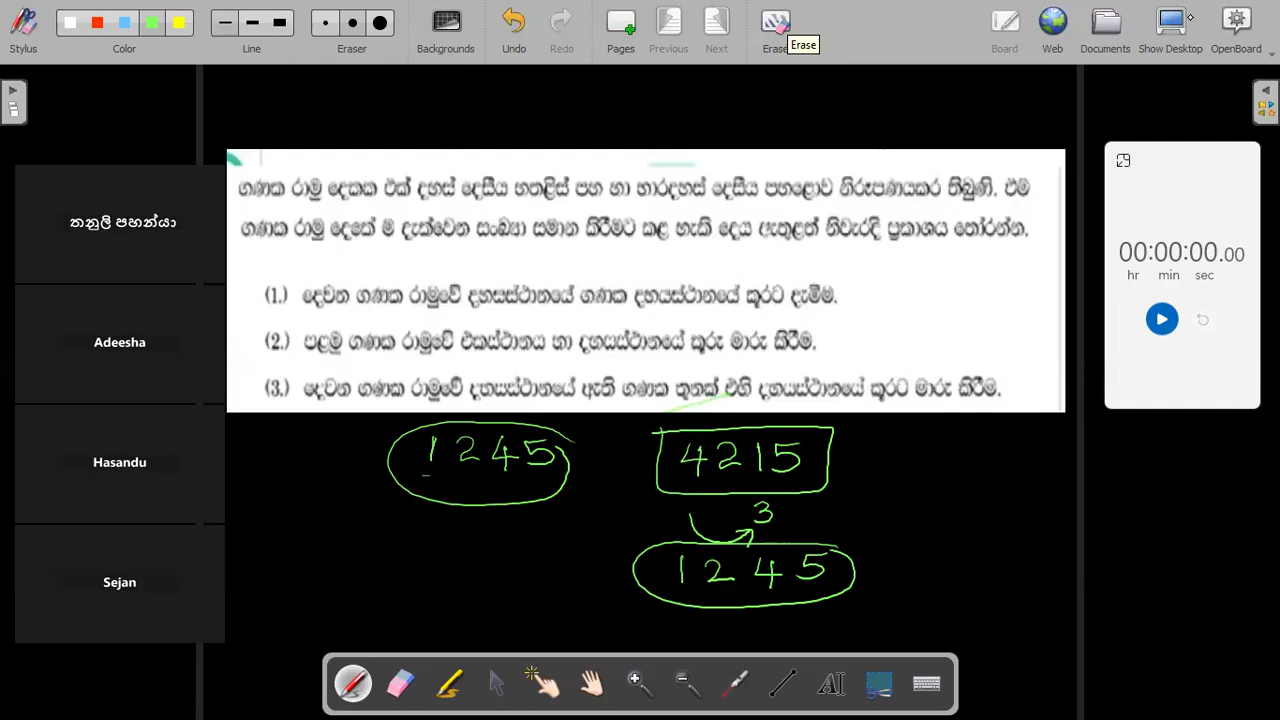 Stylus
Color
Line
Eraser
Backgrounds
Undo
Redo
Pages
Previous
Next
Erase
Erase
Board
Web
Documents
Show Desktop
OpenBoard
ගණක රාමු දෙකක එක් දහස් දෙසීය හතළිස් පහ හා හාරදහස් දෙසීය පහළොව නිරූපණයකර තිබුණි. එම
ගණක රාමු දෙකේ ම දැක්වෙන සංඛ්‍යා සමාන කිරීමට කළ හැකි දෙය ඇතුළත් නිවැරදි ප්‍රකාශය තෝරන්න.
(1.) දෙවන ගණක රාමුවේ දහසස්ථානයේ ගණක දහයස්ථානයේ කූරට දැමීම.
(2.) පළමු ගණක රාමුවේ එකස්ථානය හා දහයස්ථානයේ කූරු මාරු කිරීම.
(3.) දෙවන ගණක රාමුවේ දහසස්ථානයේ ඇති ගණක තුනක් එහි දහයස්ථානයේ කූරට මාරු කිරීම.
1245
4215
3
1245
තනුලි පහන්යා
Adeesha
Hasandu
Sejan
00:00:00.00
hr min sec
AI